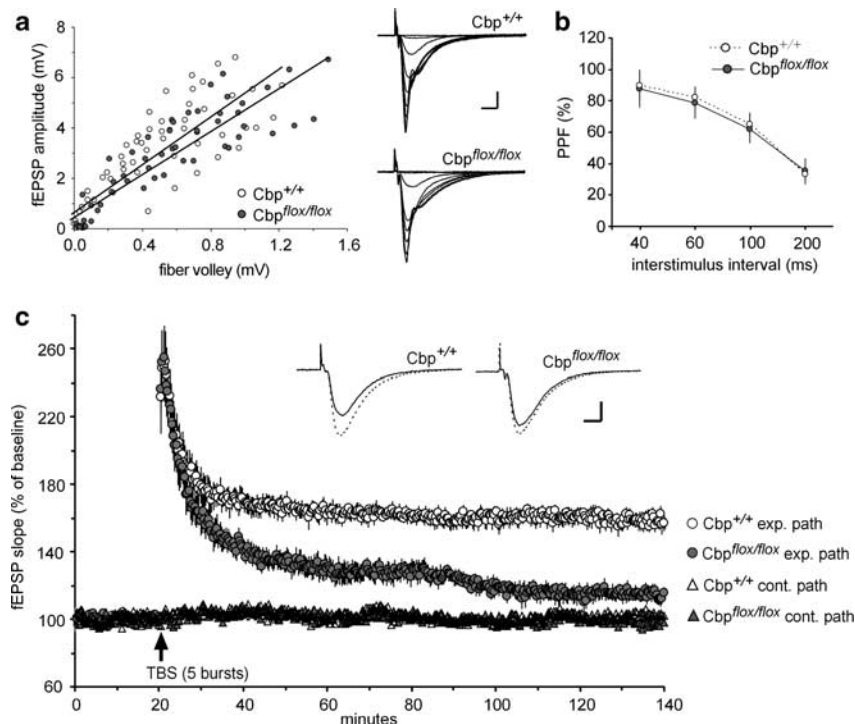 a
fEPSP amplitude (mV)
8
6
4
2
0
0.0 0.4 0.8 1.2 1.6
fiber volley (mV)
Cbp+/+
Cbpflox/flox
Cbp+/+
Cbpflox/flox
b
Cbp+/+
Cbpflox/flox
PPF (%)
120
100
80
60
40
20
0
40 60 100 200
interstimulus interval (ms)
c
fEPSP slope (% of baseline)
260
220
180
140
100
60
Cbp+/+
Cbpflox/flox
TBS (5 bursts)
0 20 40 60 80 100 120 140
minutes
Cbp+/+ exp. path
Cbpflox/flox exp. path
Cbp+/+ cont. path
Cbpflox/flox cont. path